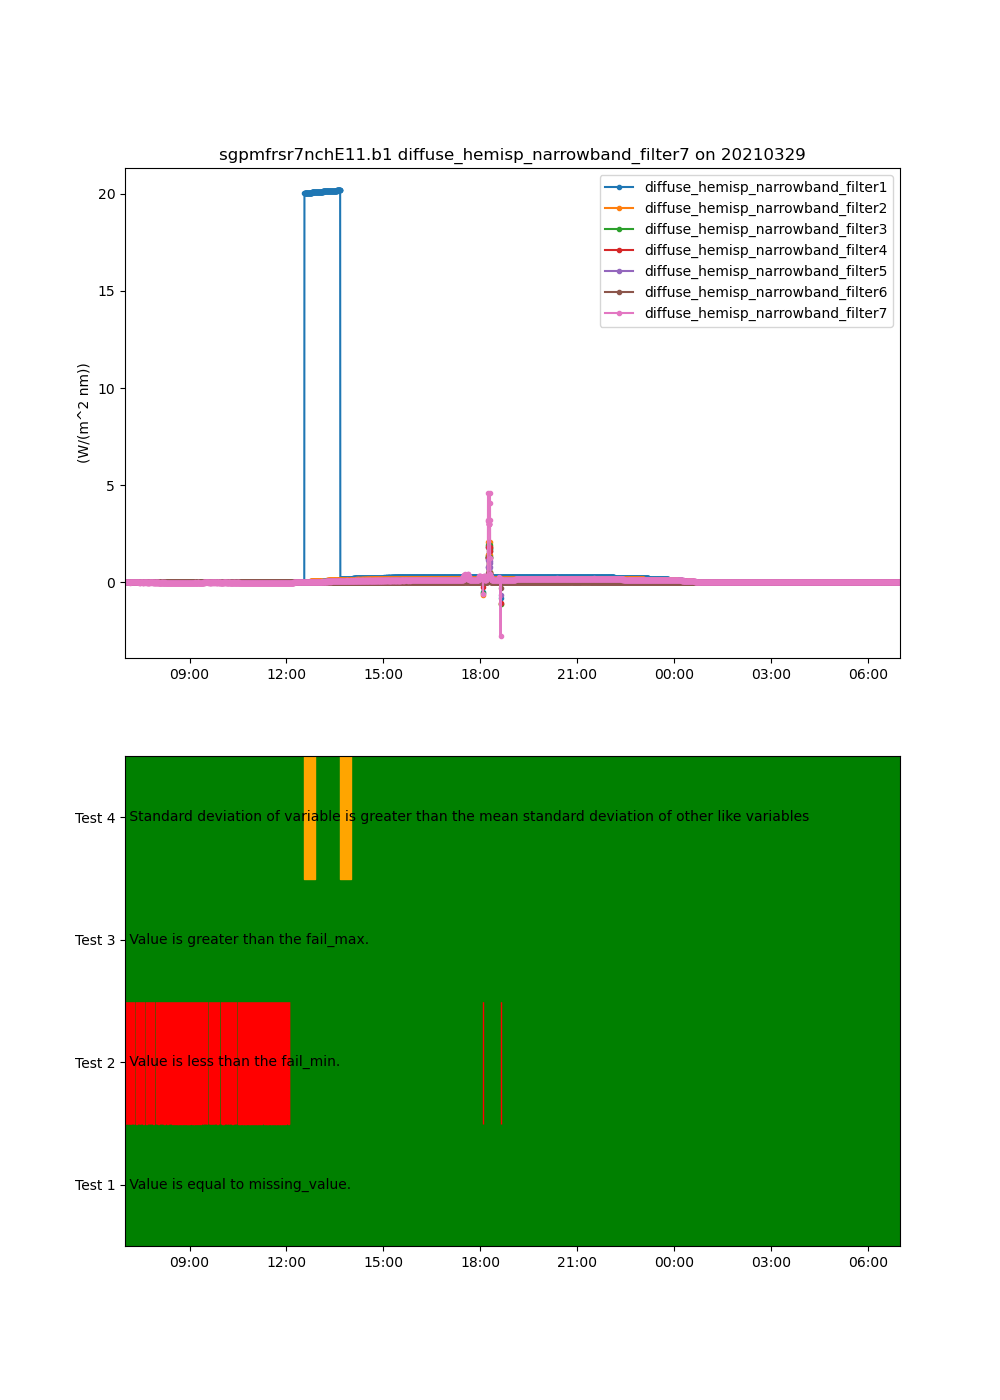 sgpmfrsr7nchE11.b1 diffuse_hemisp_narrowband_filter7 on 20210329
diffuse_hemisp_narrowband_filter1
diffuse_hemisp_narrowband_filter2
diffuse_hemisp_narrowband_filter3
diffuse_hemisp_narrowband_filter4
diffuse_hemisp_narrowband_filter5
diffuse_hemisp_narrowband_filter6
diffuse_hemisp_narrowband_filter7
(W/(m^2 nm))
20
15
10
5
0
09:00 12:00 15:00 18:00 21:00 00:00 03:00 06:00
Test 4 Standard deviation of variable is greater than the mean standard deviation of other like variables
Test 3 Value is greater than the fail_max.
Test 2 Value is less than the fail_min.
Test 1 Value is equal to missing_value.
09:00 12:00 15:00 18:00 21:00 00:00 03:00 06:00